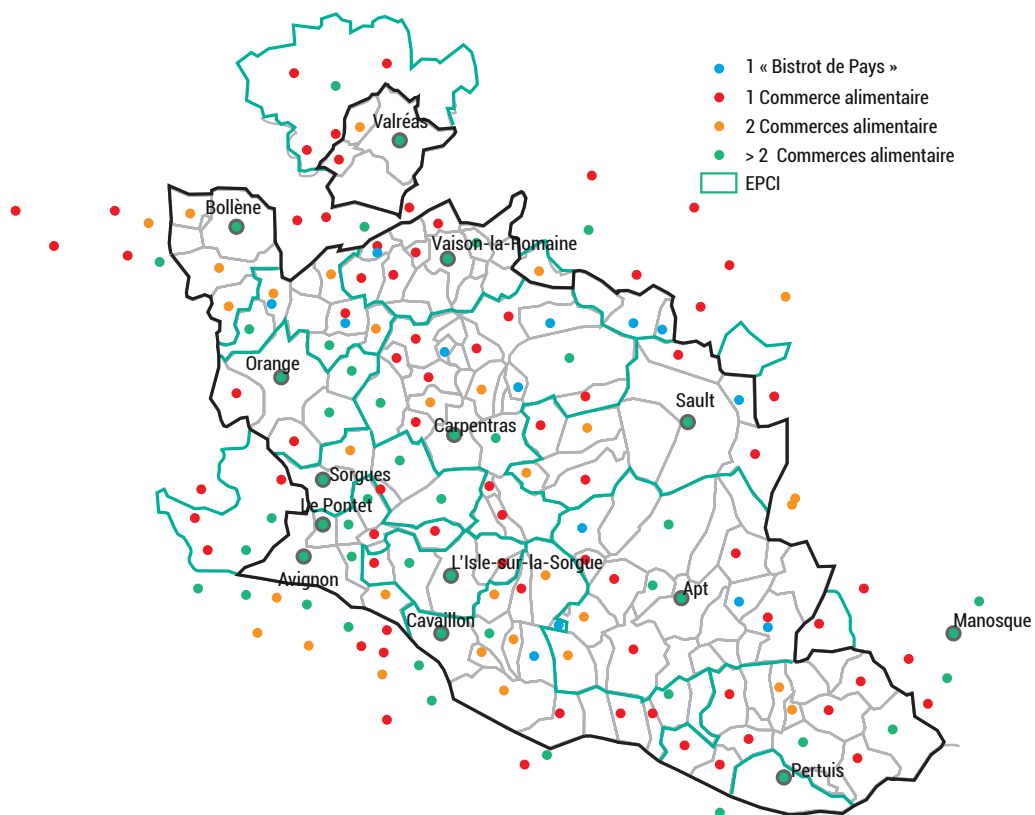 1 « Bistrot de Pays »
1 Commerce alimentaire
2 Commerces alimentaire
> 2 Commerces alimentaire
EPCI
Valréas
Bollène
Vaison-la-Romaine
Orange
Sault
Carpentras
Sorgues
Le Pontet
L'Isle-sur-la-Sorgue
Avignon
Apt
Cavaillon
Manosque
Pertuis